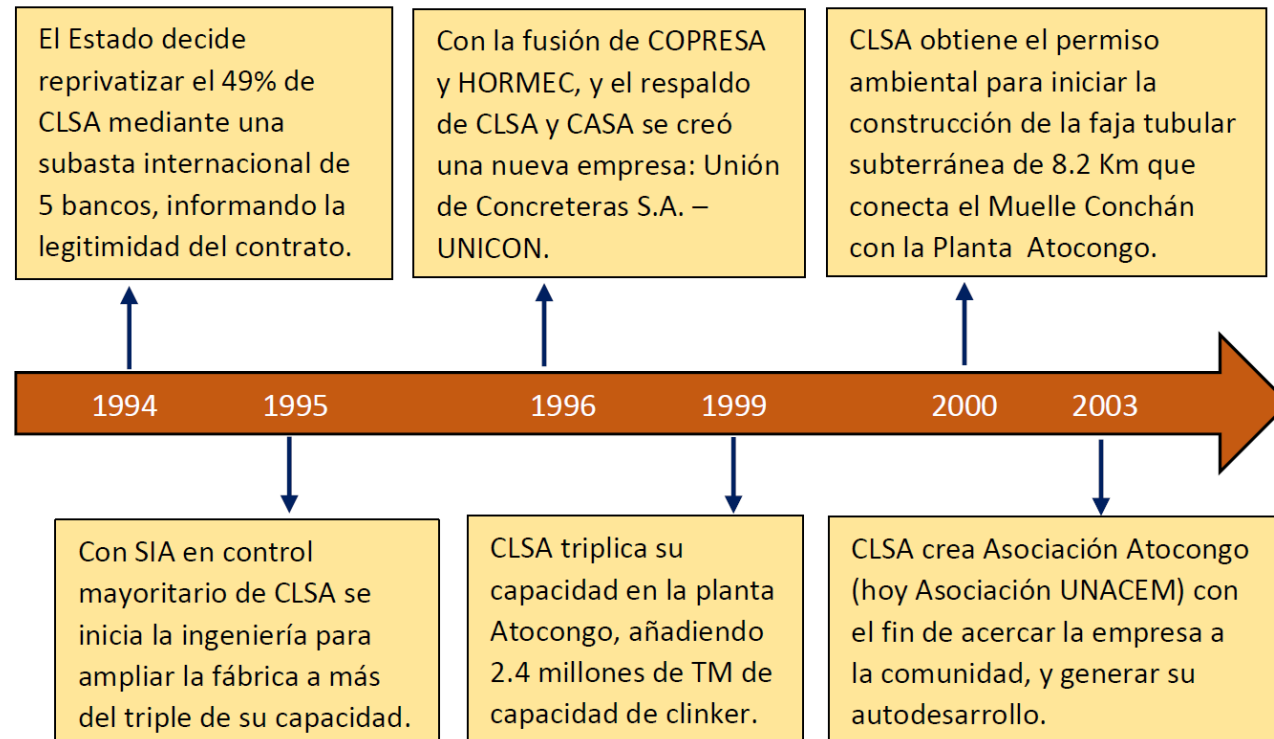 El Estado decide
reprivatizar el 49% de
CLSA mediante una
subasta internacional de
5 bancos, informando la
legitimidad del contrato.
Con la fusión de COPRESA
y HORMEC, y el respaldo
de CLSA y CASA se creó
una nueva empresa: Unión
de Concreteras S.A. –
UNICON.
CLSA obtiene el permiso
ambiental para iniciar la
construcción de la faja tubular
subterránea de 8.2 Km que
conecta el Muelle Conchán
con la Planta Atocongo.
1994 1995 1996 1999 2000 2003
Con SIA en control
mayoritario de CLSA se
inicia la ingeniería para
ampliar la fábrica a más
del triple de su capacidad.
CLSA triplica su
capacidad en la planta
Atocongo, añadiendo
2.4 millones de TM de
capacidad de clinker.
CLSA crea Asociación Atocongo
(hoy Asociación UNACEM) con
el fin de acercar la empresa a
la comunidad, y generar su
autodesarrollo.